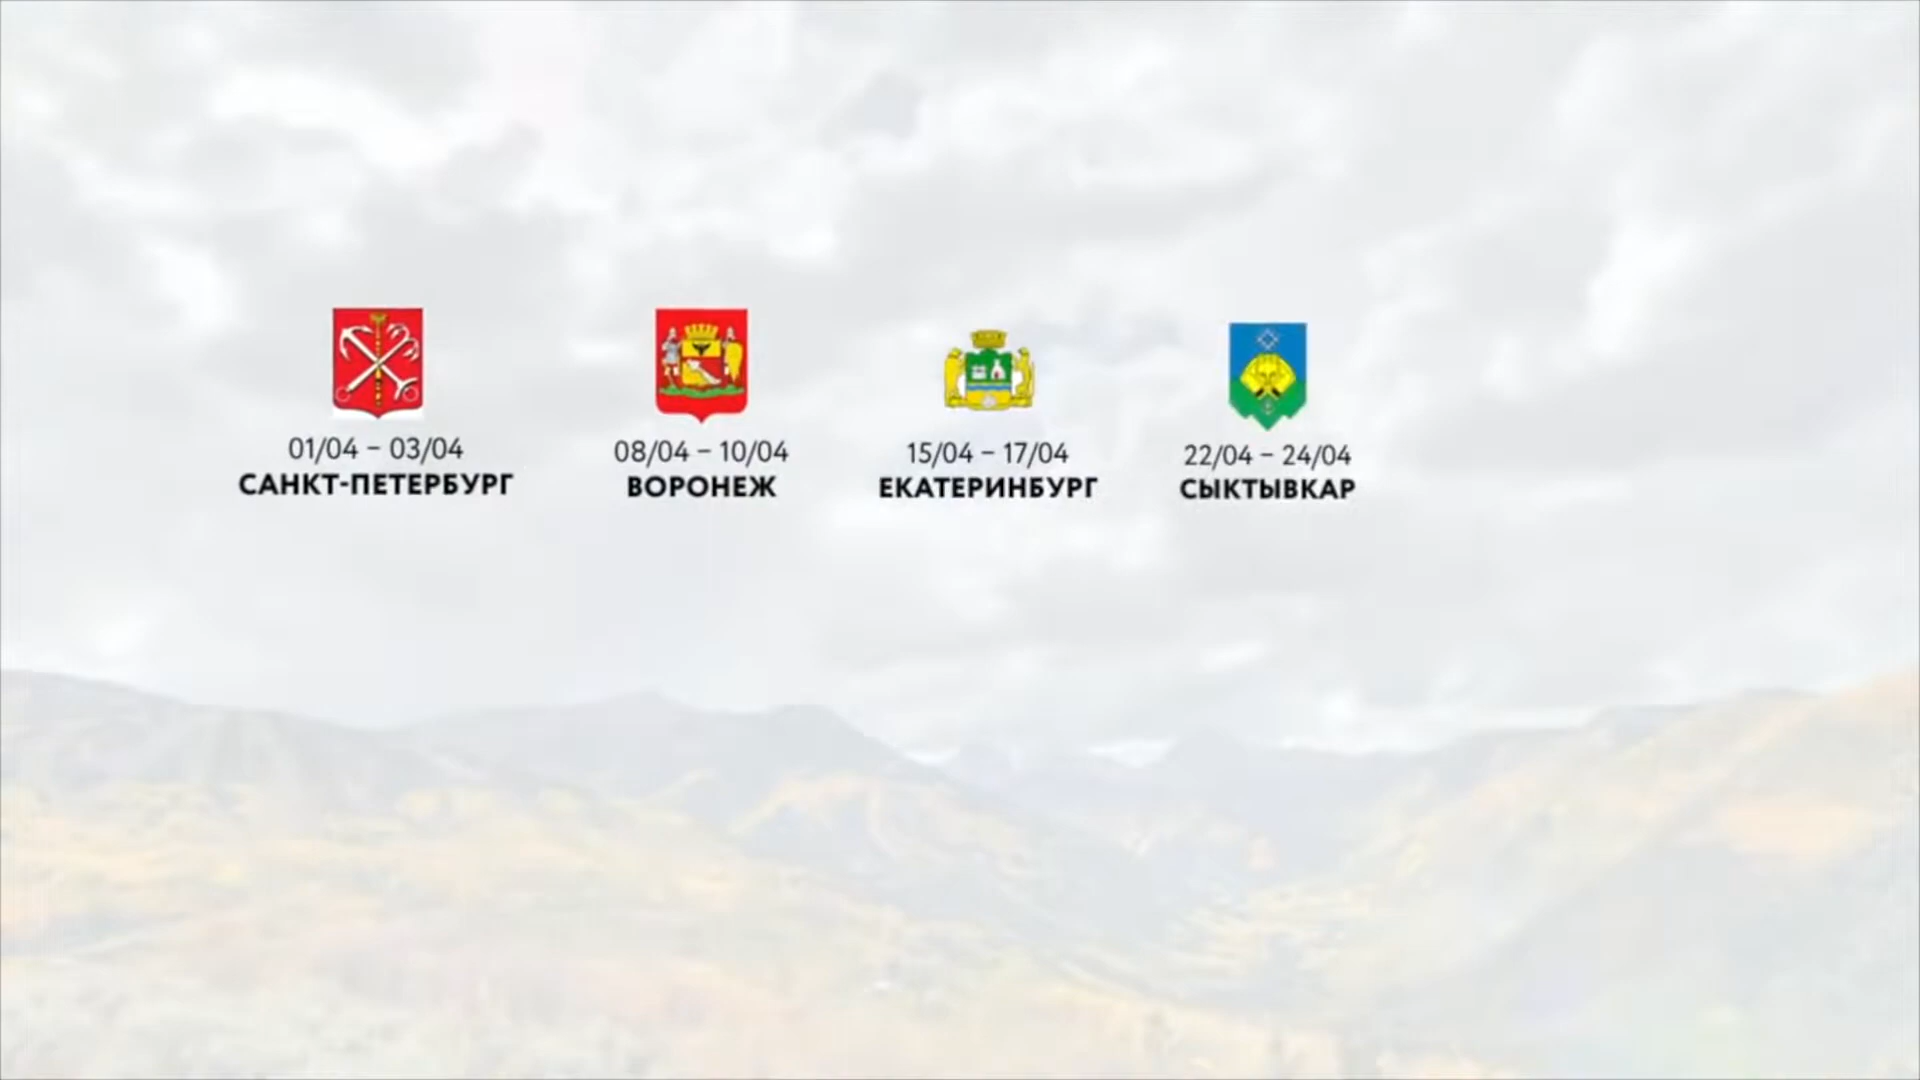 01/04 – 03/04
САНКТ-ПЕТЕРБУРГ
08/04 – 10/04
ВОРОНЕЖ
15/04 – 17/04
ЕКАТЕРИНБУРГ
22/04 – 24/04
СЫКТЫВКАР